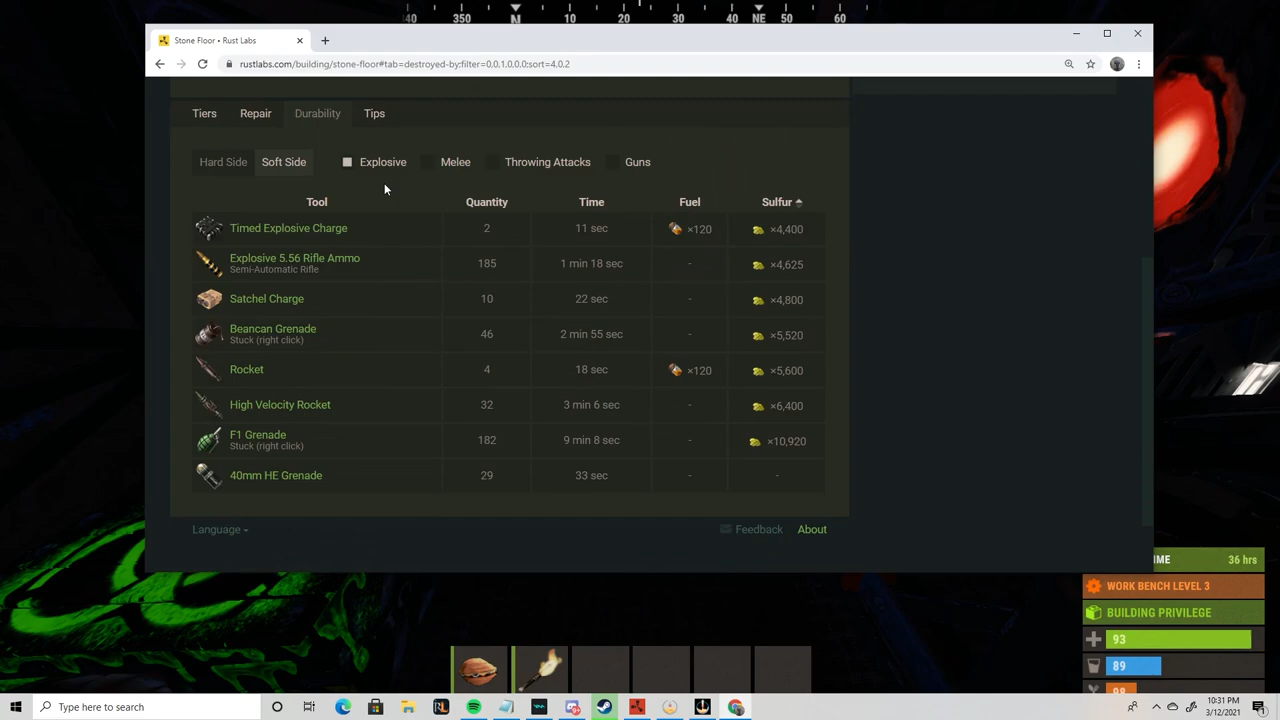 40 350 N 10 20 30 NE 50 60
Stone Floor • Rust Labs
rustlabs.com/building/stone-floor#tab=destroyed-by;filter=0,0,1,0,0,0;sort=4,0,2
Tiers Repair Durability Tips
Hard Side Soft Side Explosive Melee Throwing Attacks Guns
Tool Quantity Time Fuel Sulfur
Timed Explosive Charge 2 11 sec ×120 ×4,400
Explosive 5.56 Rifle Ammo
Semi-Automatic Rifle
185 1 min 18 sec - ×4,625
Satchel Charge 10 22 sec - ×4,800
Beancan Grenade
Stuck (right click)
46 2 min 55 sec - ×5,520
Rocket 4 18 sec ×120 ×5,600
High Velocity Rocket 32 3 min 6 sec - ×6,400
F1 Grenade
Stuck (right click)
182 9 min 8 sec - ×10,920
40mm HE Grenade 29 33 sec - -
Language Feedback About
IME 36 hrs
WORK BENCH LEVEL 3
BUILDING PRIVILEGE
93
89
98
Type here to search
10:31 PM
3/12/2021